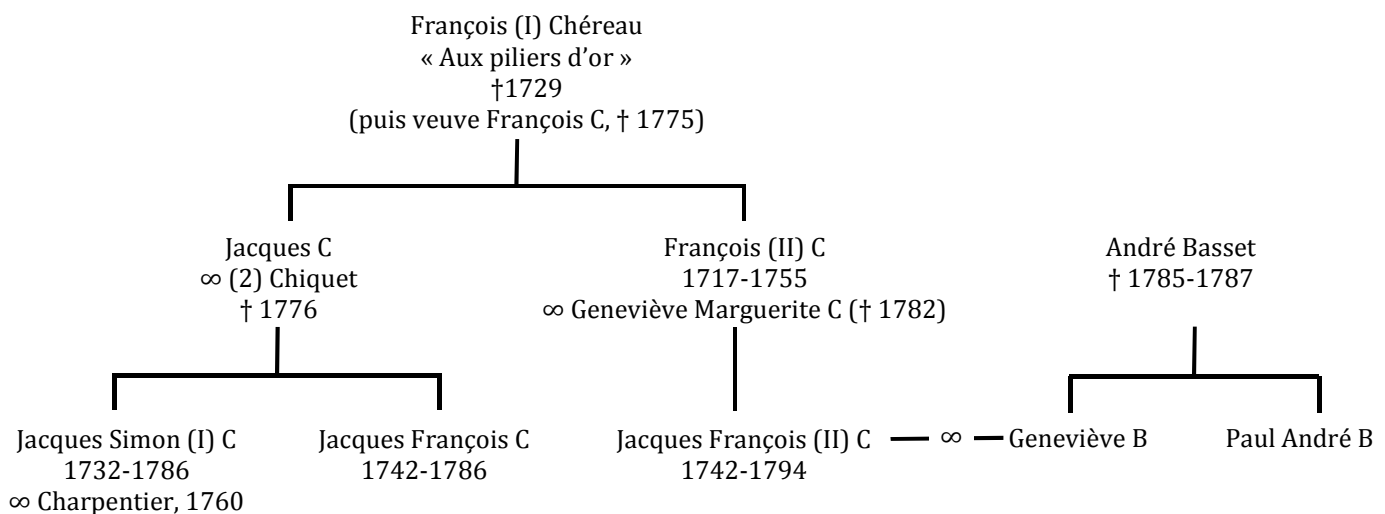 François (I) Chéreau
« Aux piliers d’or »
†1729
(puis veuve François C, † 1775)
Jacques C
∞ (2) Chiquet
† 1776
François (II) C
1717-1755
∞ Geneviève Marguerite C († 1782)
André Basset
† 1785-1787
Jacques Simon (I) C
1732-1786
∞ Charpentier, 1760
Jacques François C
1742-1786
Jacques François (II) C
1742-1794
∞
Geneviève B
Paul André B